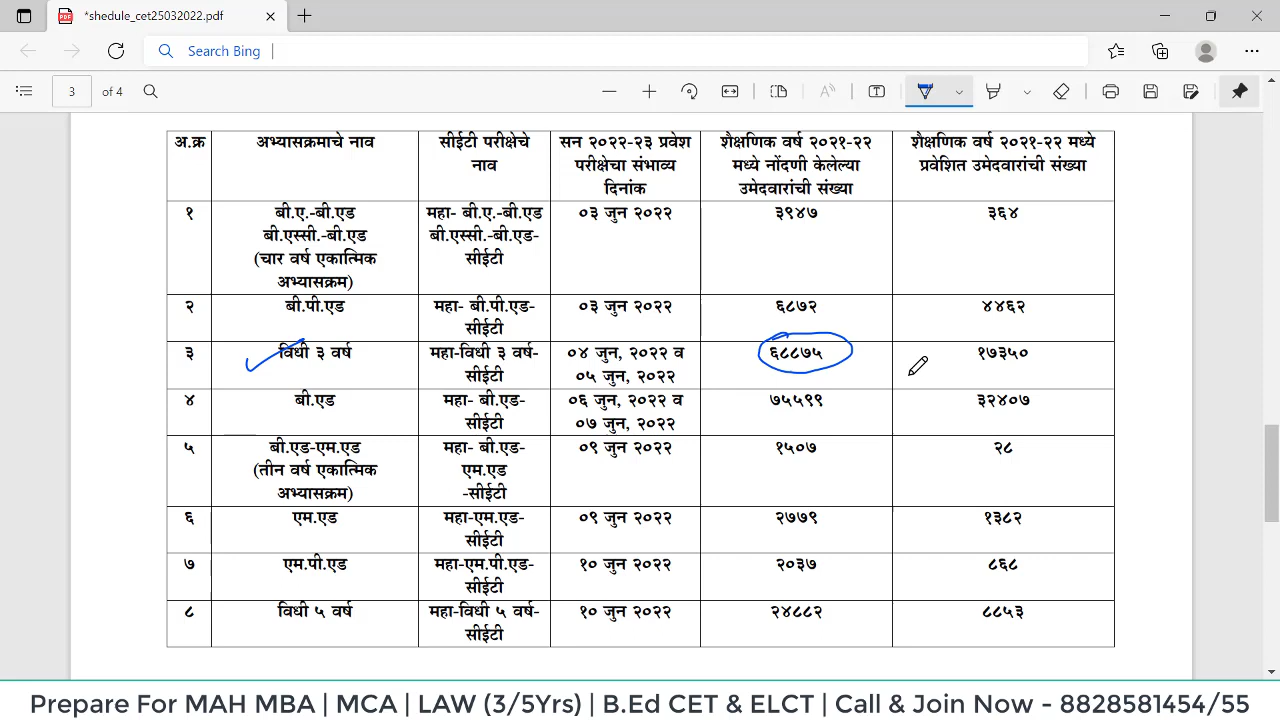 *shedule_cet25032022.pdf
Search Bing
3 of 4
अ.क्र अभ्यासक्रमाचे नाव सीईटी परीक्षेचे नाव सन २०२२-२३ प्रवेश परीक्षेचा संभाव्य दिनांक शैक्षणिक वर्ष २०२१-२२ मध्ये नोंदणी केलेल्या उमेदवारांची संख्या शैक्षणिक वर्ष २०२१-२२ मध्ये प्रवेशित उमेदवारांची संख्या
१ बी.ए.-बी.एड बी.एस्सी.-बी.एड (चार वर्ष एकात्मिक अभ्यासक्रम) महा- बी.ए.-बी.एड बी.एस्सी.-बी.एड- सीईटी ०३ जुन २०२२ ३९४७ ३६४
२ बी.पी.एड महा- बी.पी.एड- सीईटी ०३ जुन २०२२ ६८७२ ४४६२
३ विधी ३ वर्ष महा-विधी ३ वर्ष- सीईटी ०४ जुन, २०२२ व ०५ जुन, २०२२ ६८८७५ १७३५०
४ बी.एड महा- बी.एड- सीईटी ०६ जुन, २०२२ व ०७ जुन, २०२२ ७५५९९ ३२४०७
५ बी.एड-एम.एड (तीन वर्ष एकात्मिक अभ्यासक्रम) महा- बी.एड- एम.एड -सीईटी ०९ जुन २०२२ १५०७ २८
६ एम.एड महा-एम.एड- सीईटी ०९ जुन २०२२ २७७९ १३८२
७ एम.पी.एड महा-एम.पी.एड- सीईटी १० जुन २०२२ २०३७ ८६८
८ विधी ५ वर्ष महा-विधी ५ वर्ष- सीईटी १० जुन २०२२ २४८८२ ८८५३
Prepare For MAH MBA | MCA | LAW (3/5Yrs) | B.Ed CET & ELCT | Call & Join Now - 8828581454/55